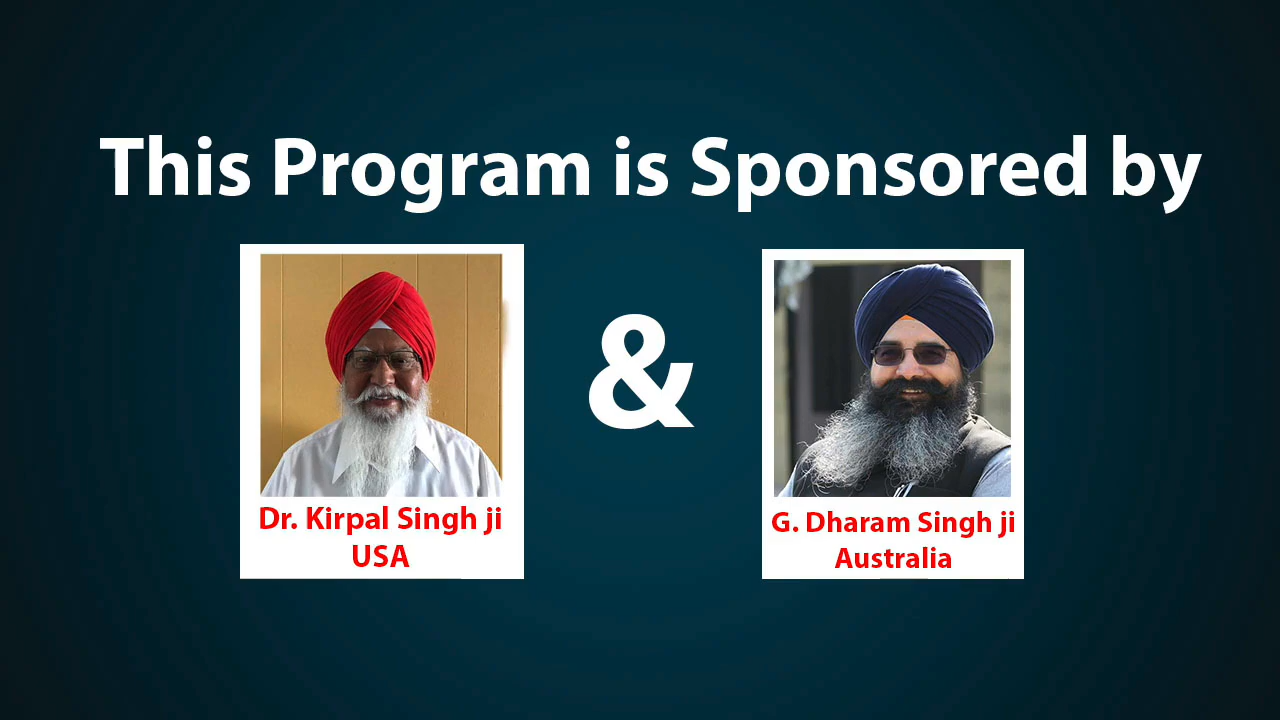 This Program is Sponsored by
&
Dr. Kirpal Singh ji
USA
G. Dharam Singh ji
Australia